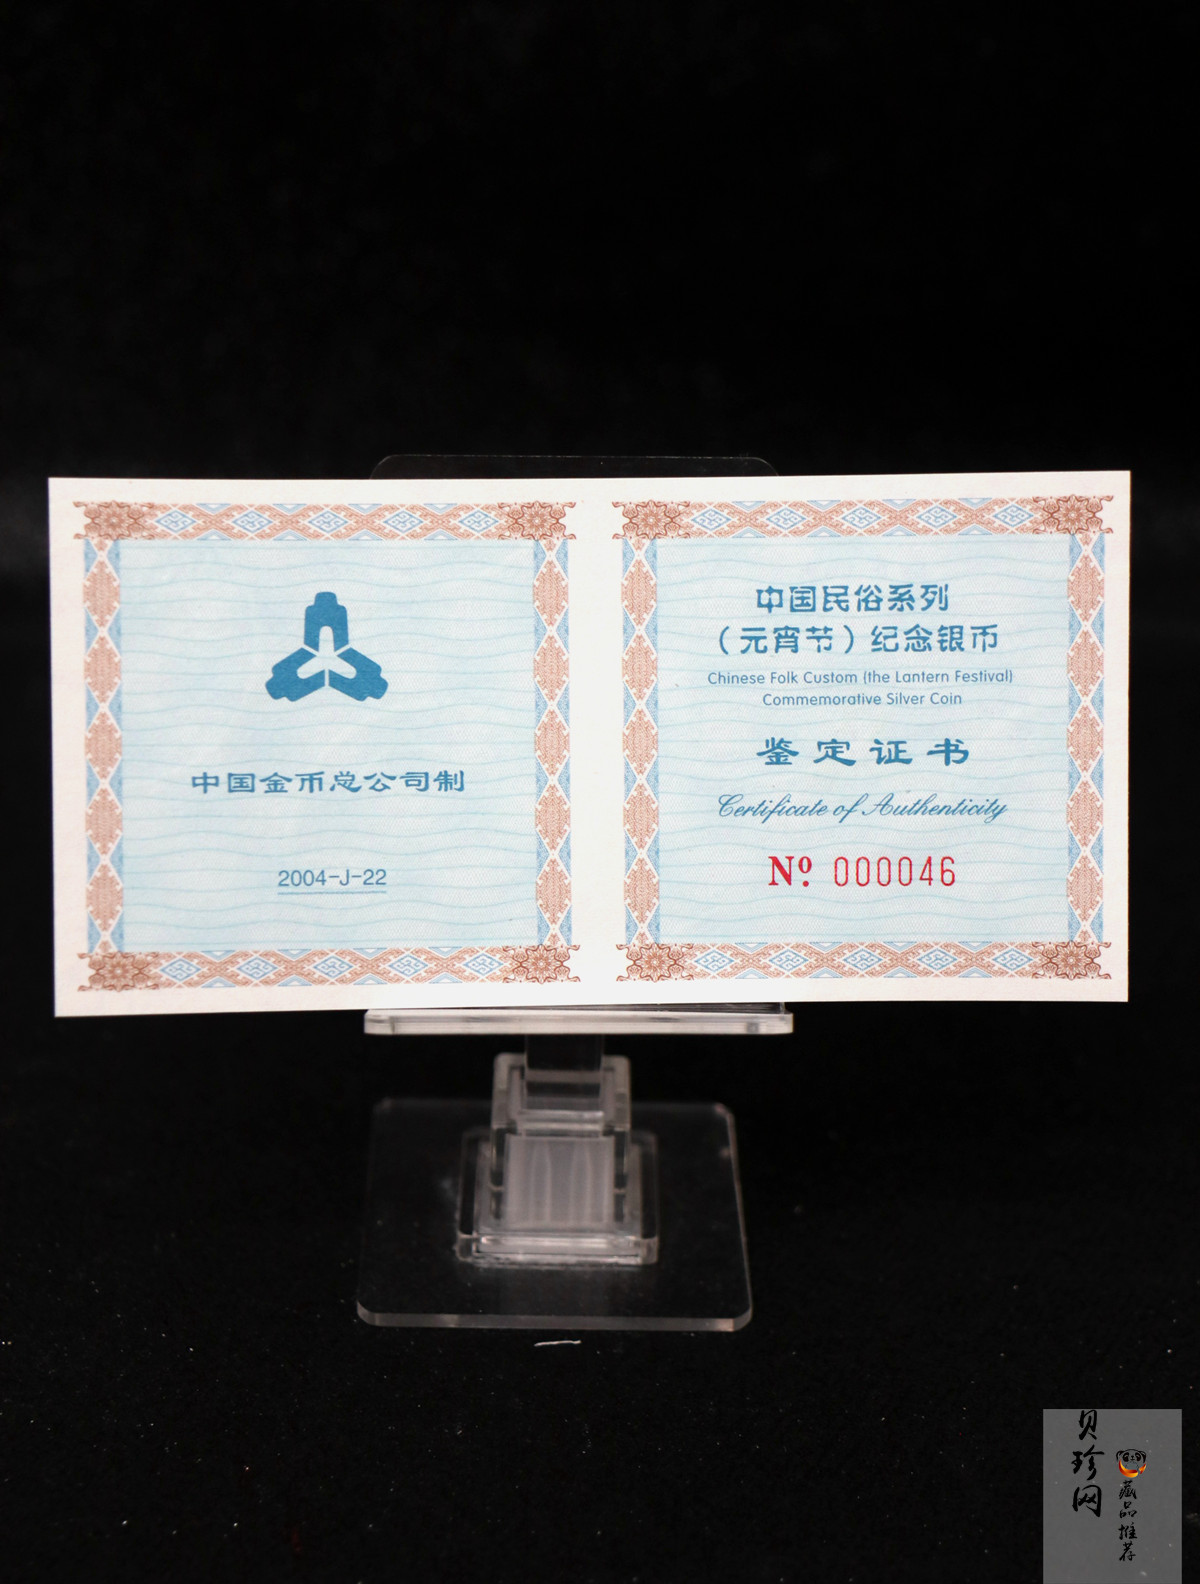 中国金币总公司制
2004-J-22
中国民俗系列
（元宵节）纪念银币
Chinese Folk Custom (the Lantern Festival)
Commemorative Silver Coin
鉴定证书
Certificate of Authenticity
Nº 000046
贝珍网
藏品推荐